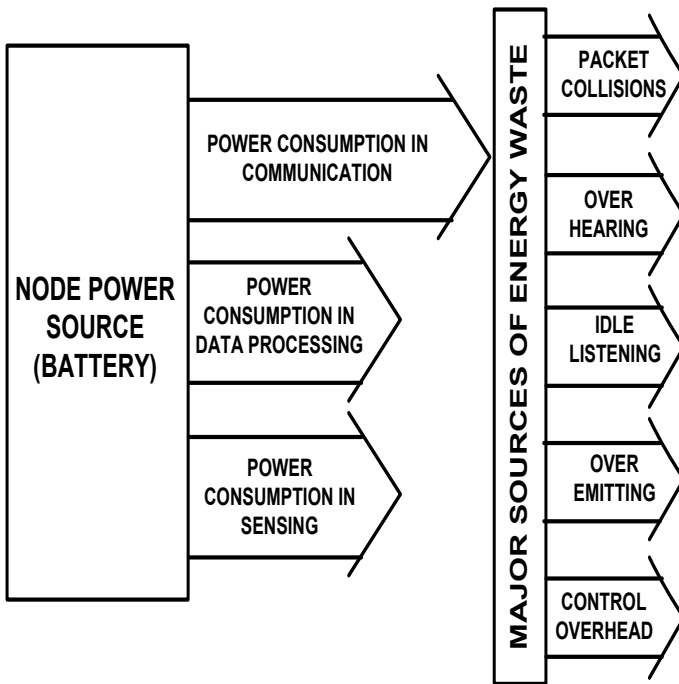 NODE POWER
SOURCE
(BATTERY)
POWER CONSUMPTION IN
COMMUNICATION
POWER
CONSUMPTION IN
DATA PROCESSING
POWER
CONSUMPTION IN
SENSING
MAJOR SOURCES OF ENERGY WASTE
PACKET
COLLISIONS
OVER
HEARING
IDLE
LISTENING
OVER
EMITTING
CONTROL
OVERHEAD